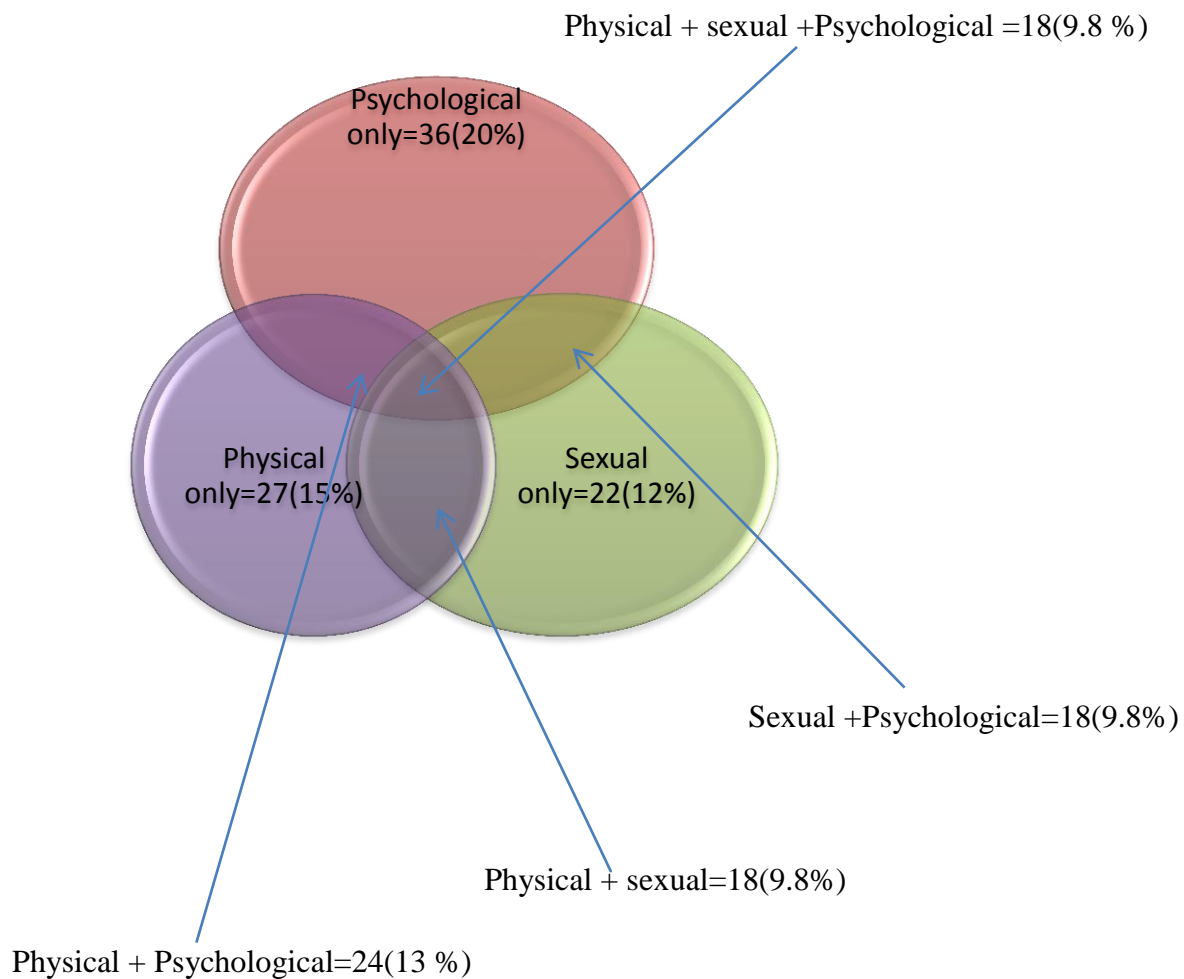 Physical + sexual +Psychological =18(9.8 %)
Psychological
only=36(20%)
Physical
only=27(15%)
Sexual
only=22(12%)
Sexual +Psychological=18(9.8%)
Physical + sexual=18(9.8%)
Physical + Psychological=24(13 %)